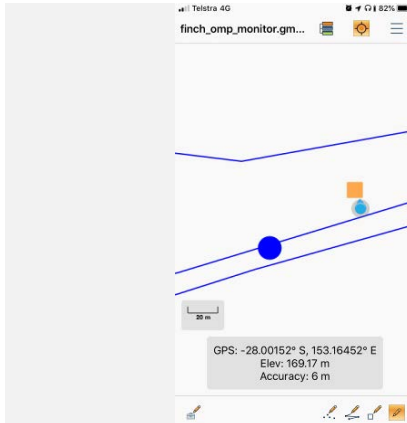 Telstra 4G 82%
finch_omp_monitor.gm...
20 m
GPS: -28.00152° S, 153.16452° E
Elev: 169.17 m
Accuracy: 6 m